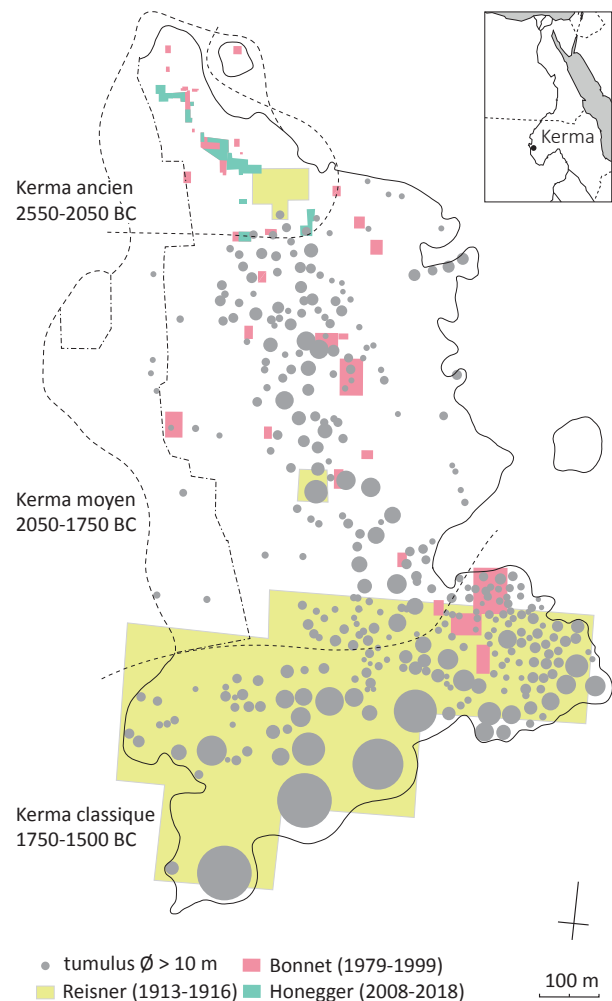 Kerma
Kerma ancien
2550-2050 BC
Kerma moyen
2050-1750 BC
Kerma classique
1750-1500 BC
tumulus Ø > 10 m
Bonnet (1979-1999)
Reisner (1913-1916)
Honegger (2008-2018)
100 m